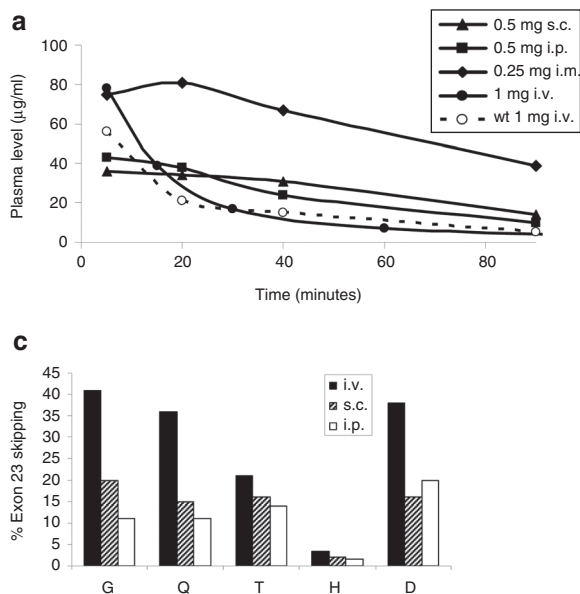 a
100
80
60
40
20
0
Plasma level (μg/ml)
0 20 40 60 80
Time (minutes)
0.5 mg s.c.
0.5 mg i.p.
0.25 mg i.m.
1 mg i.v.
wt 1 mg i.v.
c
45
40
35
30
25
20
15
10
5
0
% Exon 23 skipping
i.v.
s.c.
i.p.
G Q T H D